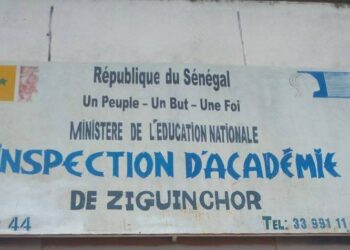 République du Sénégal
Un Peuple - Un But - Une Foi
MINISTERE DE L'EDUCATION NATIONALE
INSPECTION D'ACADÉMIE
DE ZIGUINCHOR
44 TEL: 33 991 11